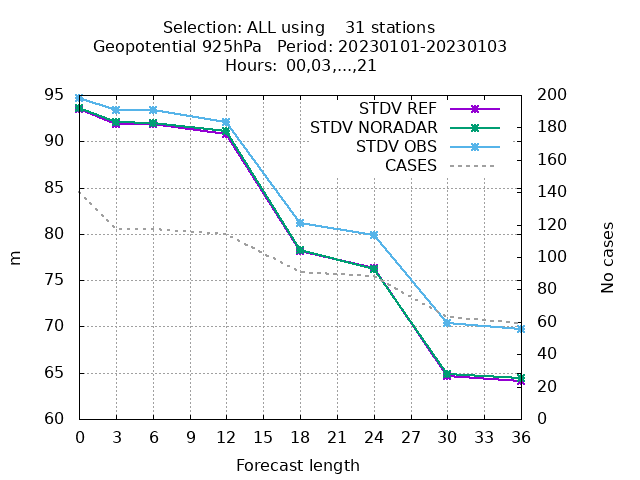 Selection: ALL using    31 stations
Geopotential 925hPa   Period: 20230101-20230103
Hours: 00,03,...,21
STDV REF
STDV NORADAR
STDV OBS
CASES
95
90
85
80
75
70
65
60
m
200
180
160
140
120
100
80
60
40
20
0
No cases
0 3 6 9 12 15 18 21 24 27 30 33 36
Forecast length